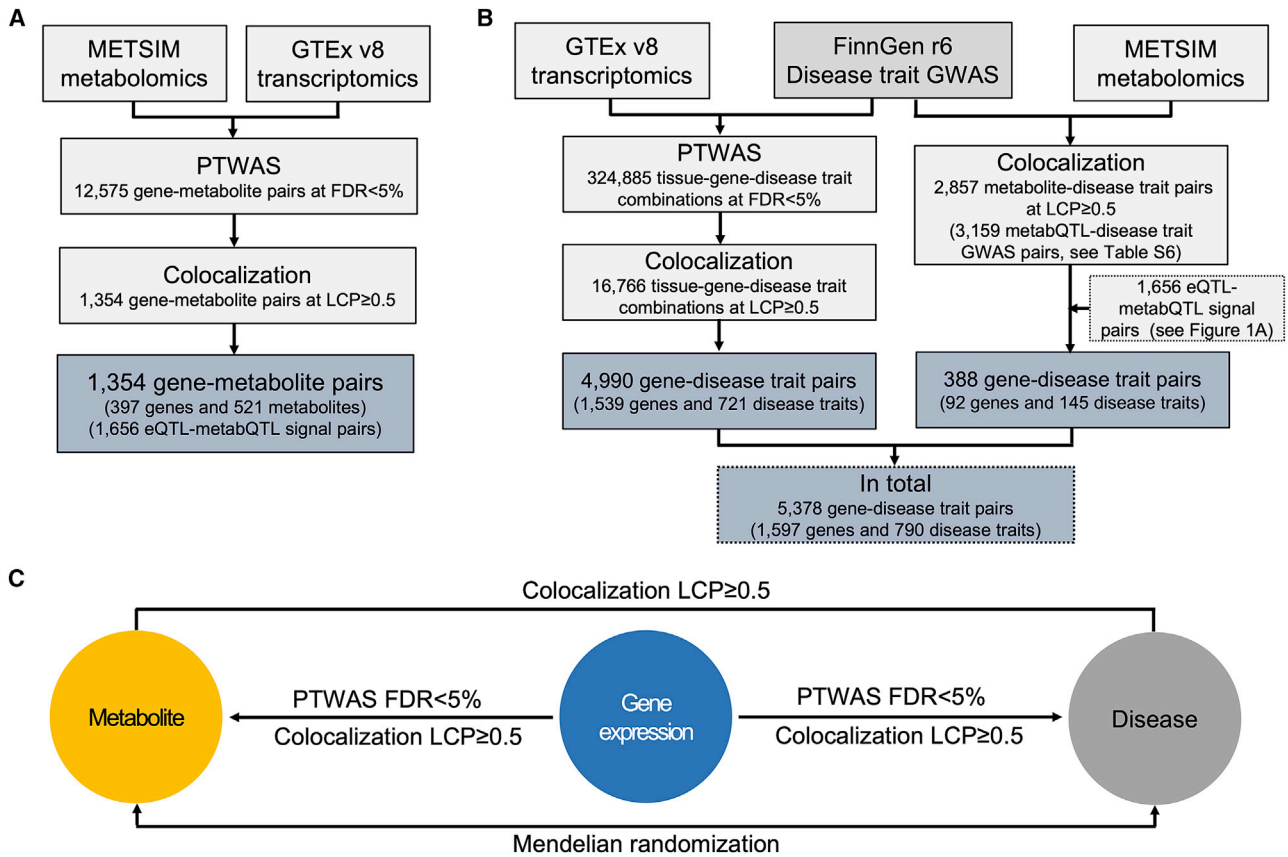 A
METSIM
metabolomics
GTEx v8
transcriptomics
PTWAS
12,575 gene-metabolite pairs at FDR<5%
Colocalization
1,354 gene-metabolite pairs at LCP≥0.5
1,354 gene-metabolite pairs
(397 genes and 521 metabolites)
(1,656 eQTL-metabQTL signal pairs)
B
GTEx v8
transcriptomics
FinnGen r6
Disease trait GWAS
METSIM
metabolomics
PTWAS
324,885 tissue-gene-disease trait
combinations at FDR<5%
Colocalization
16,766 tissue-gene-disease trait
combinations at LCP≥0.5
4,990 gene-disease trait pairs
(1,539 genes and 721 disease traits)
Colocalization
2,857 metabolite-disease trait pairs
at LCP≥0.5
(3,159 metabQTL-disease trait
GWAS pairs, see Table S6)
1,656 eQTL-
metabQTL signal
pairs (see Figure 1A)
388 gene-disease trait pairs
(92 genes and 145 disease traits)
In total
5,378 gene-disease trait pairs
(1,597 genes and 790 disease traits)
C
Colocalization LCP≥0.5
Metabolite
PTWAS FDR<5%
Colocalization LCP≥0.5
Gene
expression
PTWAS FDR<5%
Colocalization LCP≥0.5
Disease
Mendelian randomization